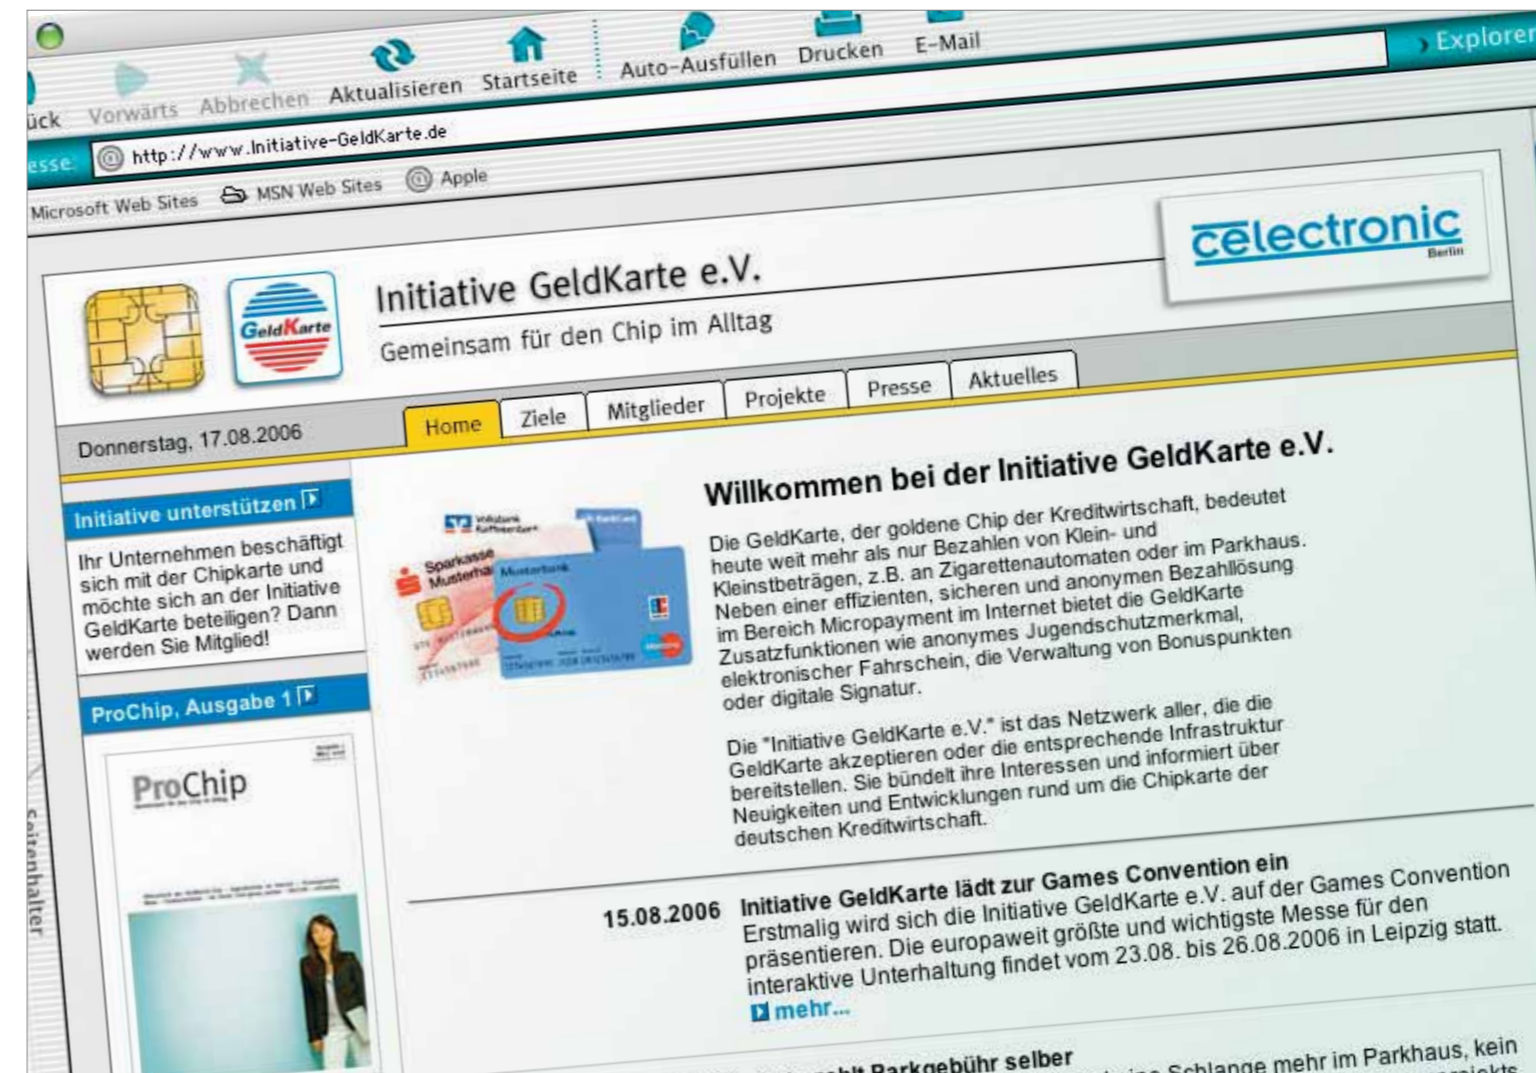 ück Vorwärts Abbrechen Aktualisieren Startseite Auto-Ausfüllen Drucken E-Mail
esse: http://www.Initiative-GeldKarte.de › Explorer
Microsoft Web Sites MSN Web Sites Apple
GeldKarte
Initiative GeldKarte e.V.
Gemeinsam für den Chip im Alltag
celectronic
Berlin
Donnerstag, 17.08.2006
Home Ziele Mitglieder Projekte Presse Aktuelles
Initiative unterstützen
Ihr Unternehmen beschäftigt
sich mit der Chipkarte und
möchte sich an der Initiative
GeldKarte beteiligen? Dann
werden Sie Mitglied!
ProChip, Ausgabe 1
ProChip
Seitenhalter
Volksbank
Raiffeisenbank
Sparkasse
Musterha
Musterbank
Willkommen bei der Initiative GeldKarte e.V.
Die GeldKarte, der goldene Chip der Kreditwirtschaft, bedeutet
heute weit mehr als nur Bezahlen von Klein- und
Kleinstbeträgen, z.B. an Zigarettenautomaten oder im Parkhaus.
Neben einer effizienten, sicheren und anonymen Bezahllösung
im Bereich Micropayment im Internet bietet die GeldKarte
Zusatzfunktionen wie anonymes Jugendschutzmerkmal,
elektronischer Fahrschein, die Verwaltung von Bonuspunkten
oder digitale Signatur.
Die "Initiative GeldKarte e.V." ist das Netzwerk aller, die die
GeldKarte akzeptieren oder die entsprechende Infrastruktur
bereitstellen. Sie bündelt ihre Interessen und informiert über
Neuigkeiten und Entwicklungen rund um die Chipkarte der
deutschen Kreditwirtschaft.
15.08.2006 Initiative GeldKarte lädt zur Games Convention ein
Erstmalig wird sich die Initiative GeldKarte e.V. auf der Games Convention
präsentieren. Die europaweit größte und wichtigste Messe für den
interaktive Unterhaltung findet vom 23.08. bis 26.08.2006 in Leipzig statt.
mehr...
Parkgebühr selber
Schlange mehr im Parkhaus, kein